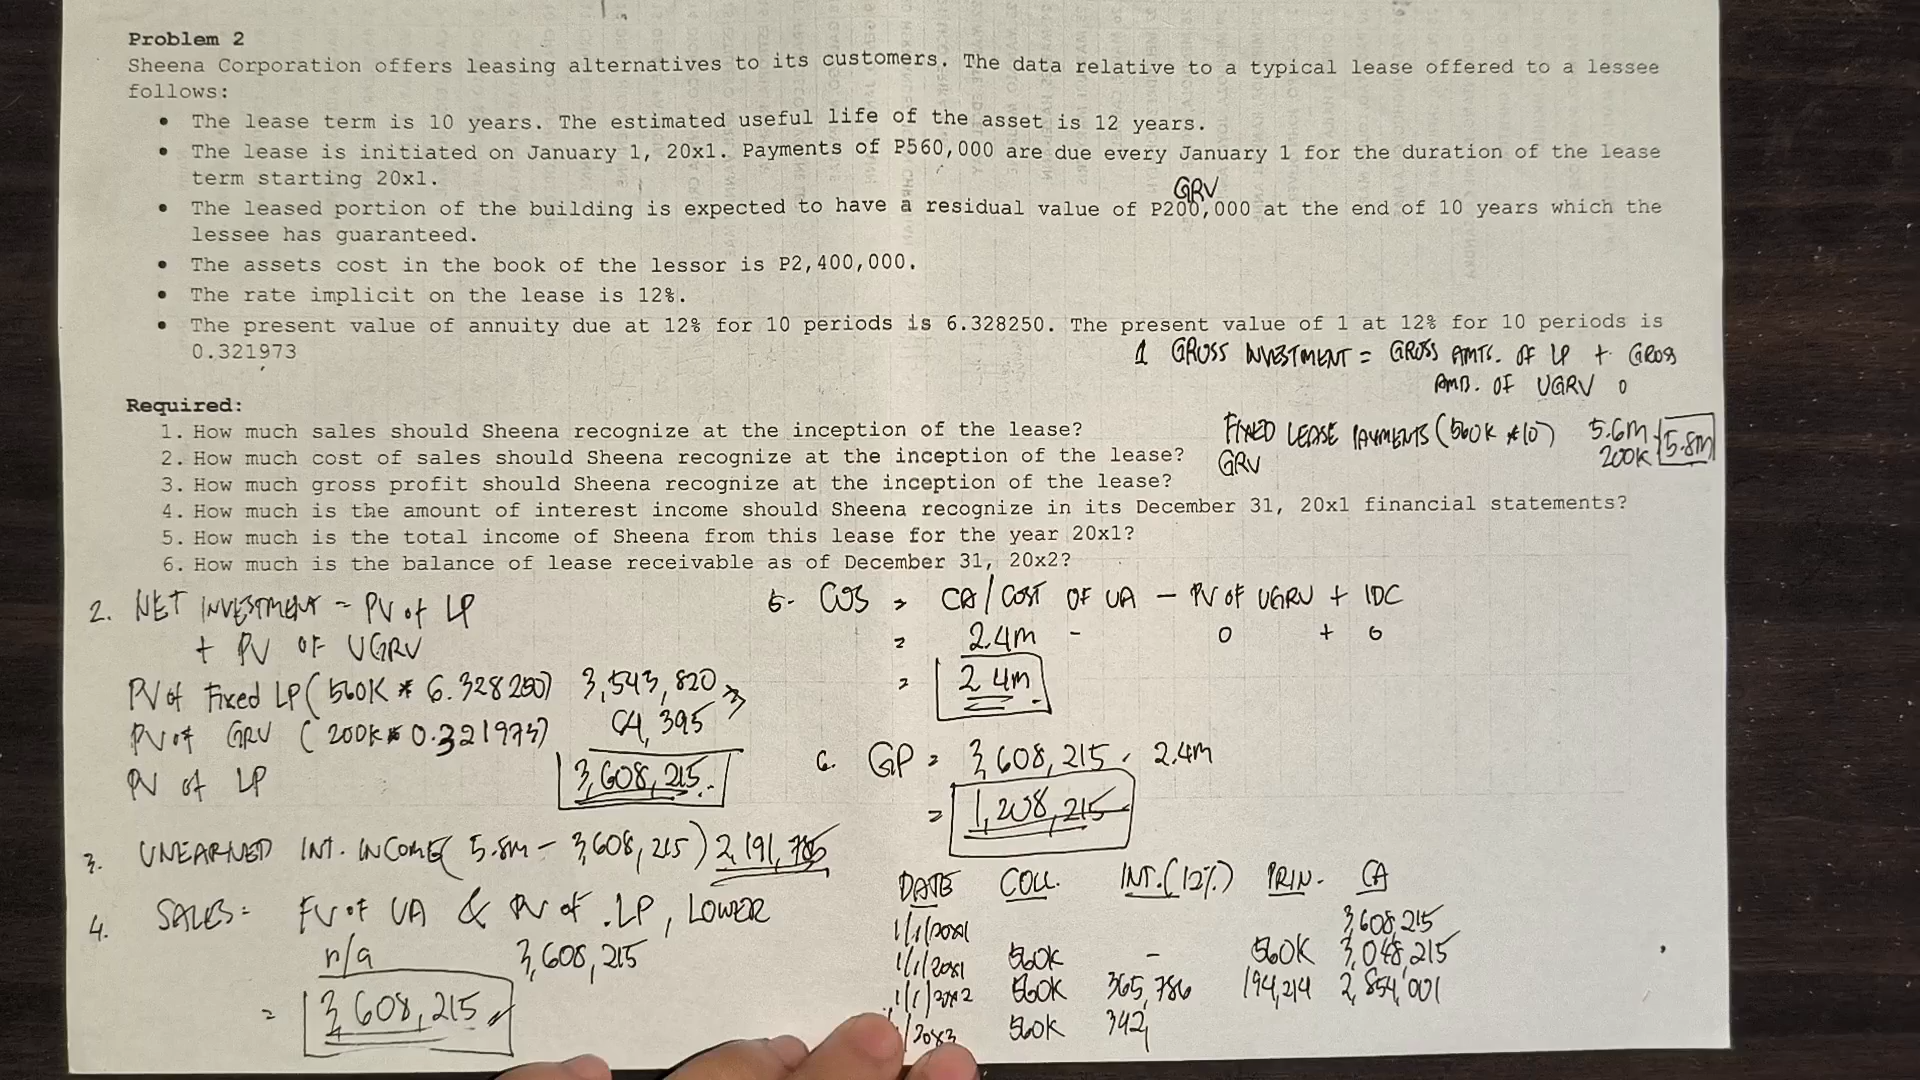 Problem 2
Sheena Corporation offers leasing alternatives to its customers. The data relative to a typical lease offered to a lessee
follows:
• The lease term is 10 years. The estimated useful life of the asset is 12 years.
• The lease is initiated on January 1, 20x1. Payments of P560,000 are due every January 1 for the duration of the lease
term starting 20x1.
GRV
• The leased portion of the building is expected to have a residual value of P200,000 at the end of 10 years which the
lessee has guaranteed.
• The assets cost in the book of the lessor is P2,400,000.
• The rate implicit on the lease is 12%.
• The present value of annuity due at 12% for 10 periods is 6.328250. The present value of 1 at 12% for 10 periods is
0.321973
1 GROSS INVESTMENT = GROSS AMTS. OF LP + GROSS
AMT. OF UGRV 0
FIXED LEASE PAYMENTS (560K * 10) 5.6m
GRV 200K 5.8m
Required:
1. How much sales should Sheena recognize at the inception of the lease?
2. How much cost of sales should Sheena recognize at the inception of the lease?
3. How much gross profit should Sheena recognize at the inception of the lease?
4. How much is the amount of interest income should Sheena recognize in its December 31, 20x1 financial statements?
5. How much is the total income of Sheena from this lease for the year 20x1?
6. How much is the balance of lease receivable as of December 31, 20x2?
2. NET INVESTMENT = PV of LP
+ PV OF UGRV
PV of Fixed LP (560K * 6.328250) 3,543,820
PV of GRV (200K * 0.321973) 64,395
PV of LP 3,608,215
3. UNEARNED INT. INCOME (5.8m - 3,608,215) 2,191,785
4. SALES = FV of UA & PV of LP, LOWER
n/a 3,608,215
= 3,608,215
5. COS = CA/COST OF UA - PV OF UGRV + IDC
= 2.4m - 0 + 0
= 2.4m
6. GP = 3,608,215 - 2.4m
= 1,208,215
DATE COLL. INT.(12%) PRIN. CA
1/1/20x1 3,608,215
1/1/20x1 560K - 560K 3,048,215
1/1/20x2 560K 365,786 194,214 2,854,001
/20x3 560K 342,